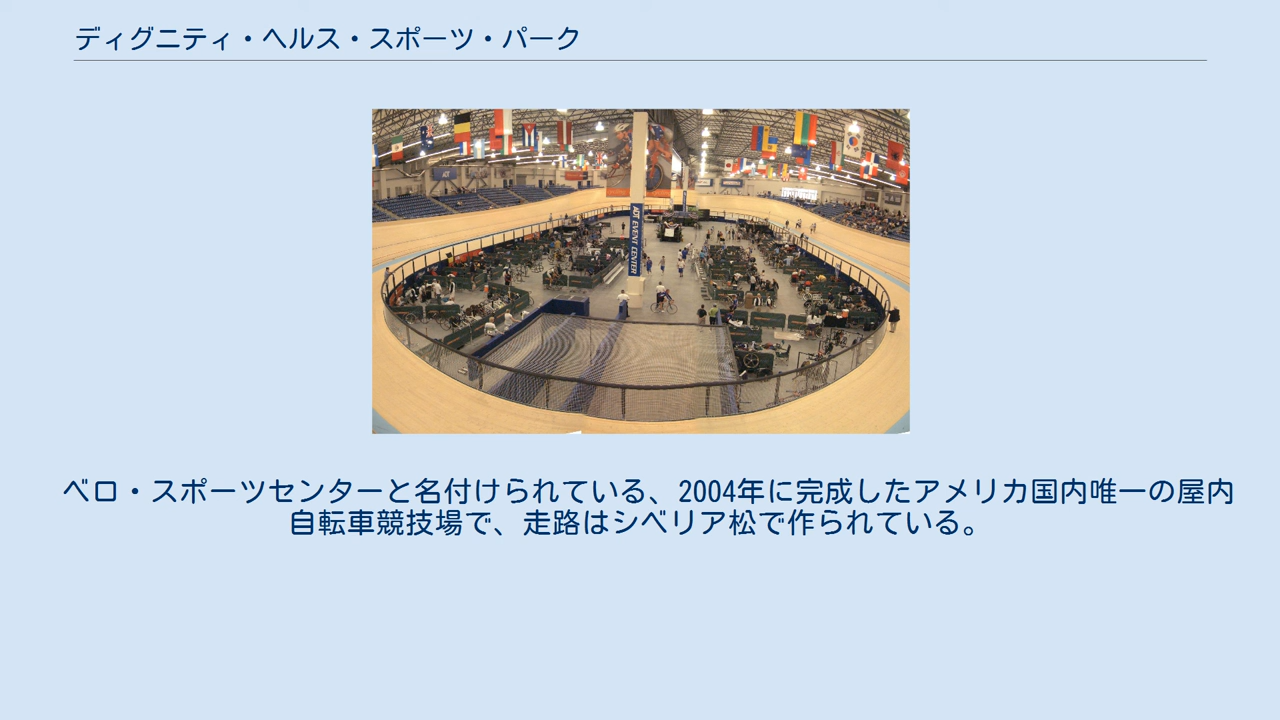 ディグニティ・ヘルス・スポーツ・パーク
ADT
ADT EVENT CENTER
ベロ・スポーツセンターと名付けられている、2004年に完成したアメリカ国内唯一の屋内
自転車競技場で、走路はシベリア松で作られている。